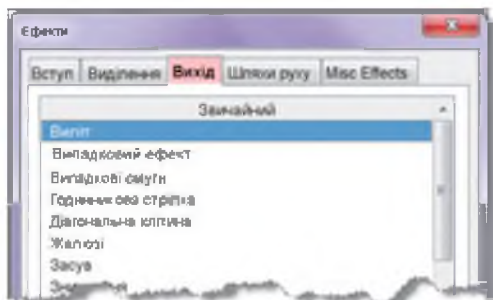 Ефекти
Вступ Виділення Вихід Шляхи руху Misc Effects
Звичайний
Виліт
Випадковий ефект
Випадкові смуги
Годинникова стрілка
Діагональна клітина
Жалюзі
Засув